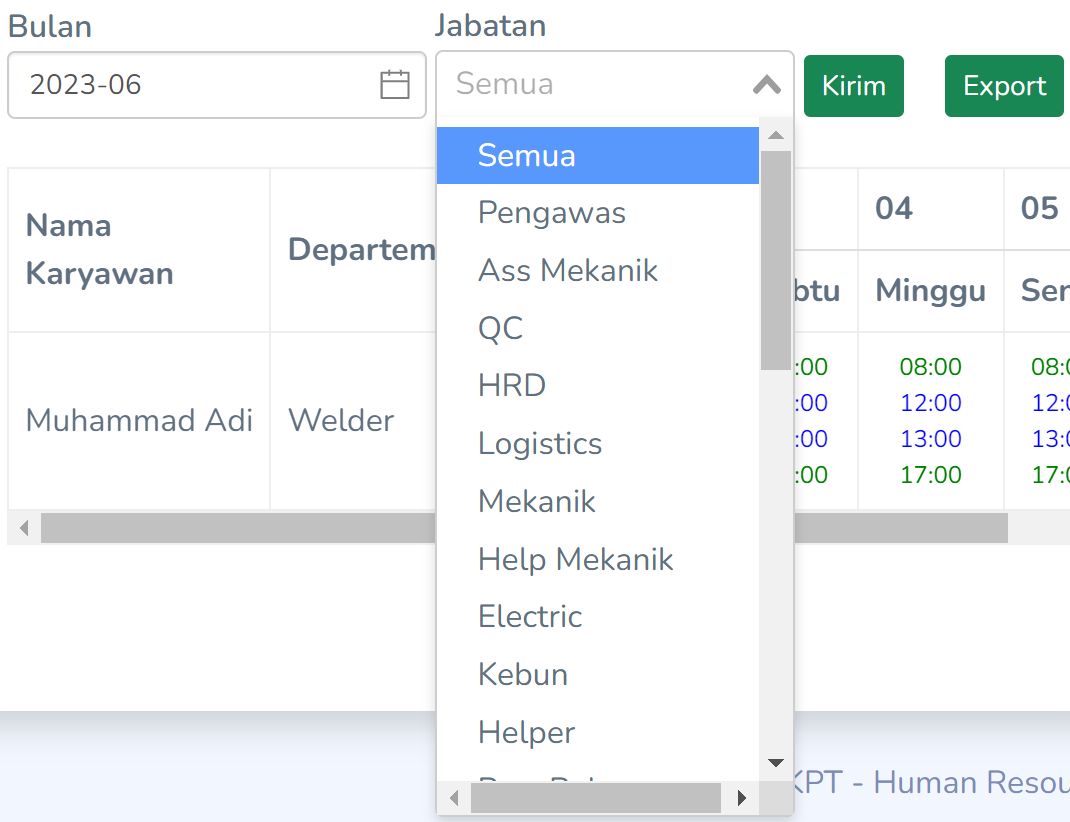 Bulan
Jabatan
2023-06
Semua
Kirim
Export
Semua
Pengawas
Ass Mekanik
QC
HRD
Logistics
Mekanik
Help Mekanik
Electric
Kebun
Helper
Nama
Karyawan
Departem
04
05
btu
Minggu
Sen
Muhammad Adi
Welder
:00
08:00
08:0
:00
12:00
12:0
:00
13:00
13:0
:00
17:00
17:0
KPT - Human Resou